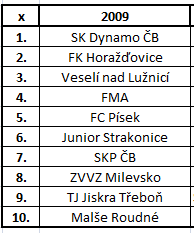 x 2009
1. SK Dynamo ČB
2. FK Horažďovice
3. Veselí nad Lužnicí
4. FMA
5. FC Písek
6. Junior Strakonice
7. SKP ČB
8. ZVVZ Milevsko
9. TJ Jiskra Třeboň
10. Malše Roudné